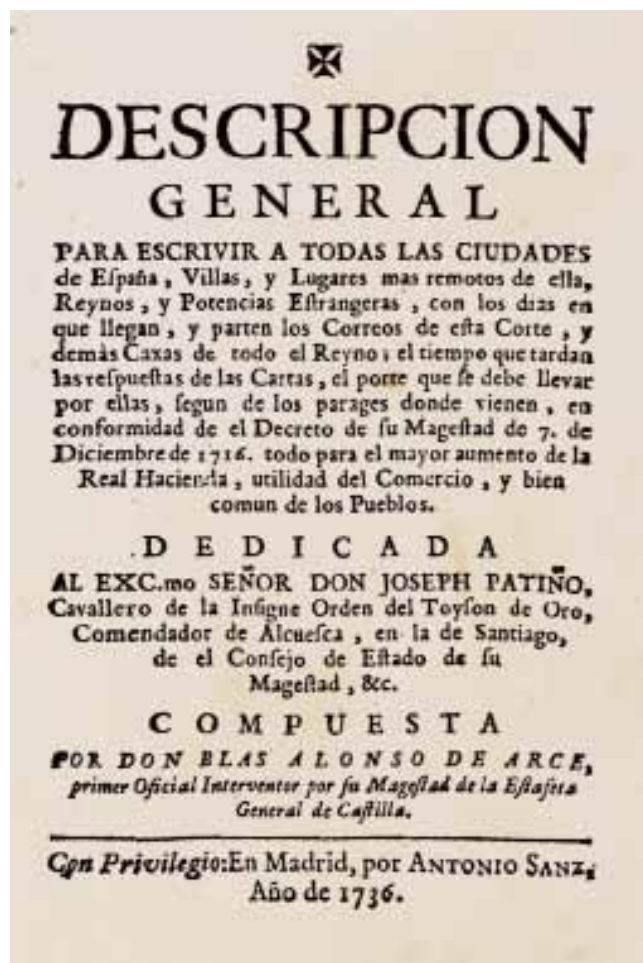 ✠
DESCRIPCION
GENERAL
PARA ESCRIVIR A TODAS LAS CIUDADES
de Eſpaña, Villas, y Lugares mas remotos de ella,
Reynos, y Potencias Eſtrangeras, con los dias en
que llegan, y parten los Correos de eſta Corte, y
demàs Caxas de todo el Reyno; el tiempo que tardan
las reſpueſtas de las Cartas, el porte que ſe debe llevar
por ellas, ſegun de los parages donde vienen, en
conformidad de el Decreto de ſu Mageſtad de 7. de
Diciembre de 1716. todo para el mayor aumento de la
Real Hacienda, utilidad del Comercio, y bien
comun de los Pueblos.
DEDICADA
AL EXC.mo SEÑOR DON JOSEPH PATIÑO,
Cavallero de la Inſigne Orden del Toyſon de Oro,
Comendador de Alcueſca, en la de Santiago,
de el Conſejo de Eſtado de ſu
Mageſtad, &c.
COMPUESTA
POR DON BLAS ALONSO DE ARCE,
primer Oficial Interventor por ſu Mageſtad de la Eſtafeta
General de Caſtilla.
Con Privilegio: En Madrid, por ANTONIO SANZ.
Año de 1736.